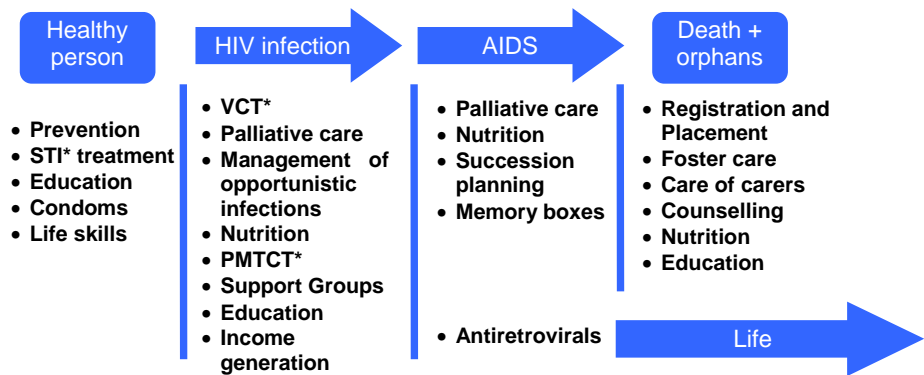 Healthy
person
HIV infection
AIDS
Death +
orphans
• Prevention
• STI* treatment
• Education
• Condoms
• Life skills
• VCT*
• Palliative care
• Management of
opportunistic
infections
• Nutrition
• PMTCT*
• Support Groups
• Education
• Income
generation
• Palliative care
• Nutrition
• Succession
planning
• Memory boxes
• Antiretrovirals
• Registration and
Placement
• Foster care
• Care of carers
• Counselling
• Nutrition
• Education
Life